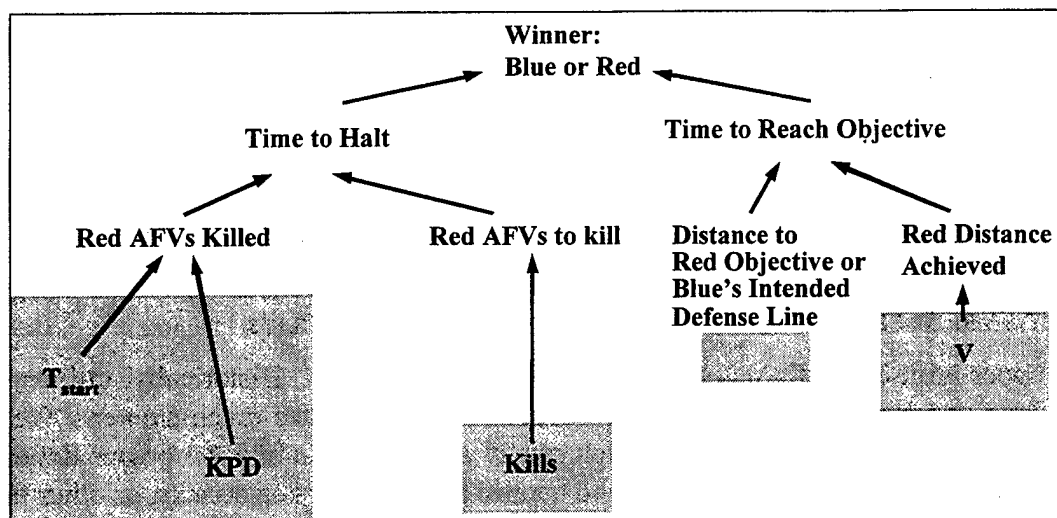 Winner:
Blue or Red
Time to Halt
Time to Reach Objective
Red AFVs Killed
Red AFVs to kill
Distance to
Red Objective or
Blue's Intended
Defense Line
Red Distance
Achieved
T_start
V
KPD
Kills